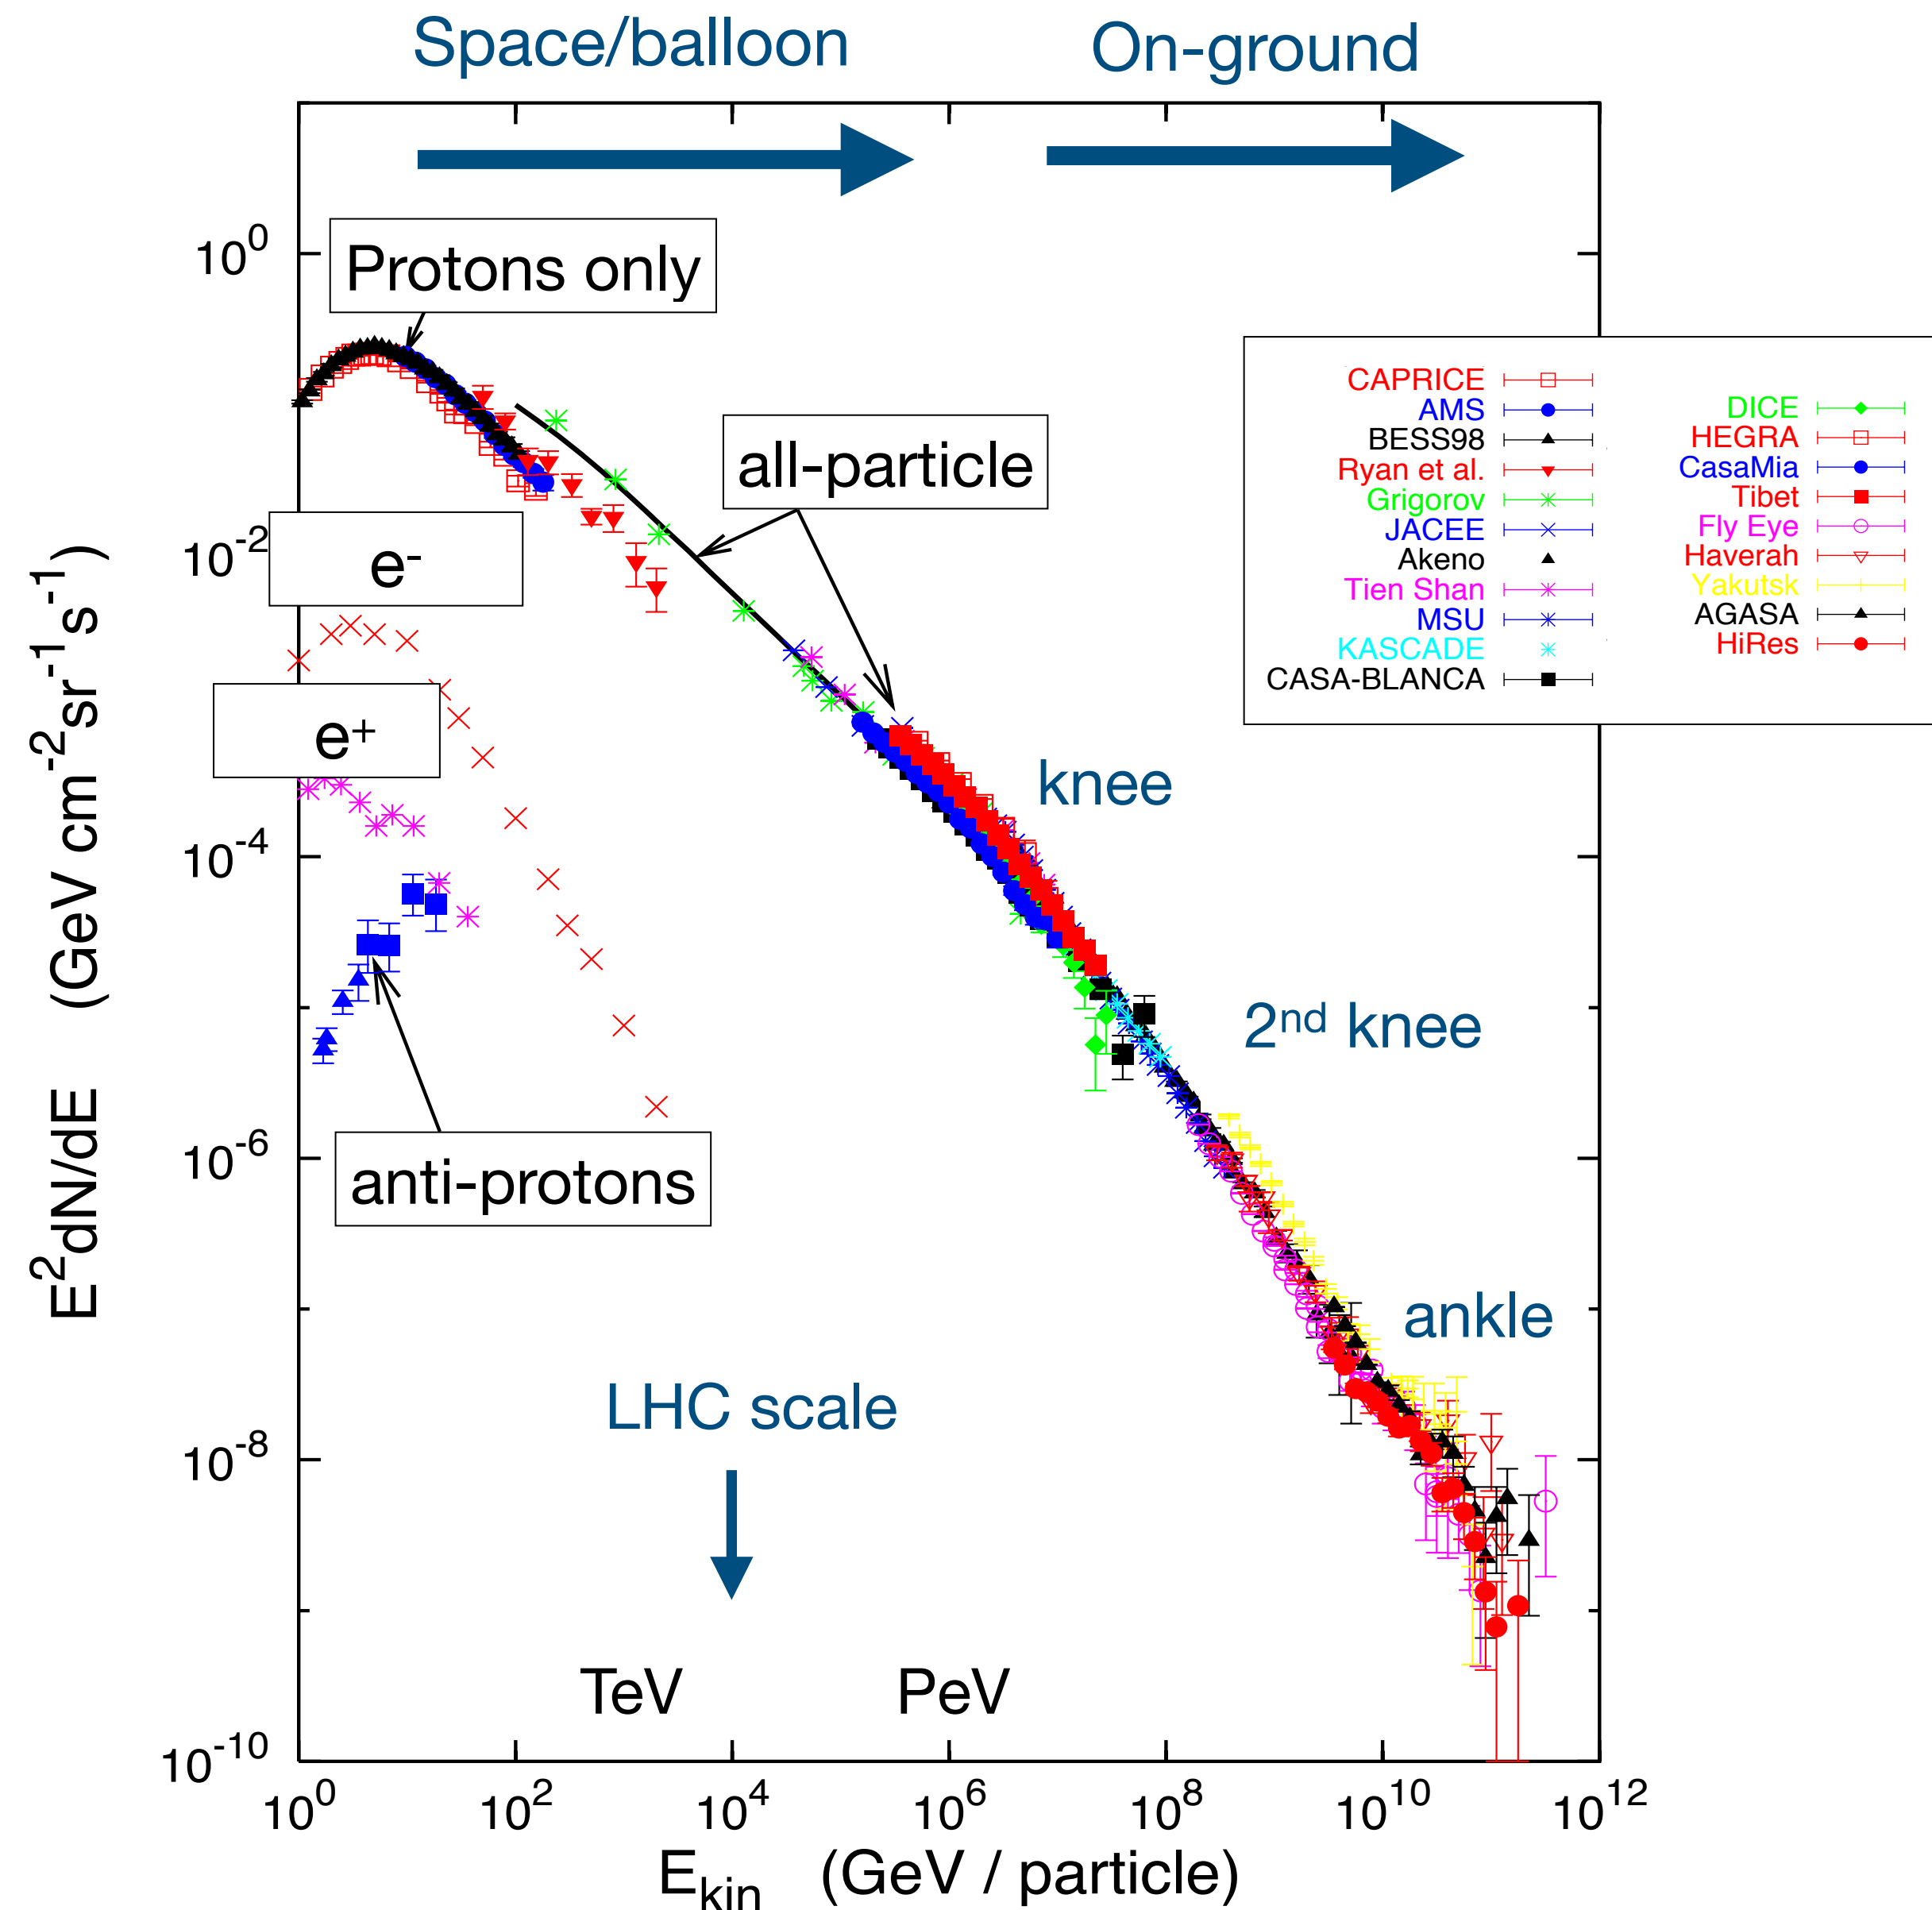 Space/balloon
On-ground
10^0
Protons only
CAPRICE
AMS
BESS98
Ryan et al.
Grigorov
JACEE
Akeno
Tien Shan
MSU
KASCADE
CASA-BLANCA
DICE
HEGRA
CasaMia
Tibet
Fly Eye
Haverah
Yakutsk
AGASA
HiRes
all-particle
10^-2
e^-
e^+
knee
10^-4
2^nd knee
10^-6
anti-protons
ankle
LHC scale
10^-8
TeV
PeV
10^-10
10^0
10^2
10^4
10^6
10^8
10^10
10^12
E_kin (GeV / particle)
E^2dN/dE (GeV cm^-2sr^-1s^-1)